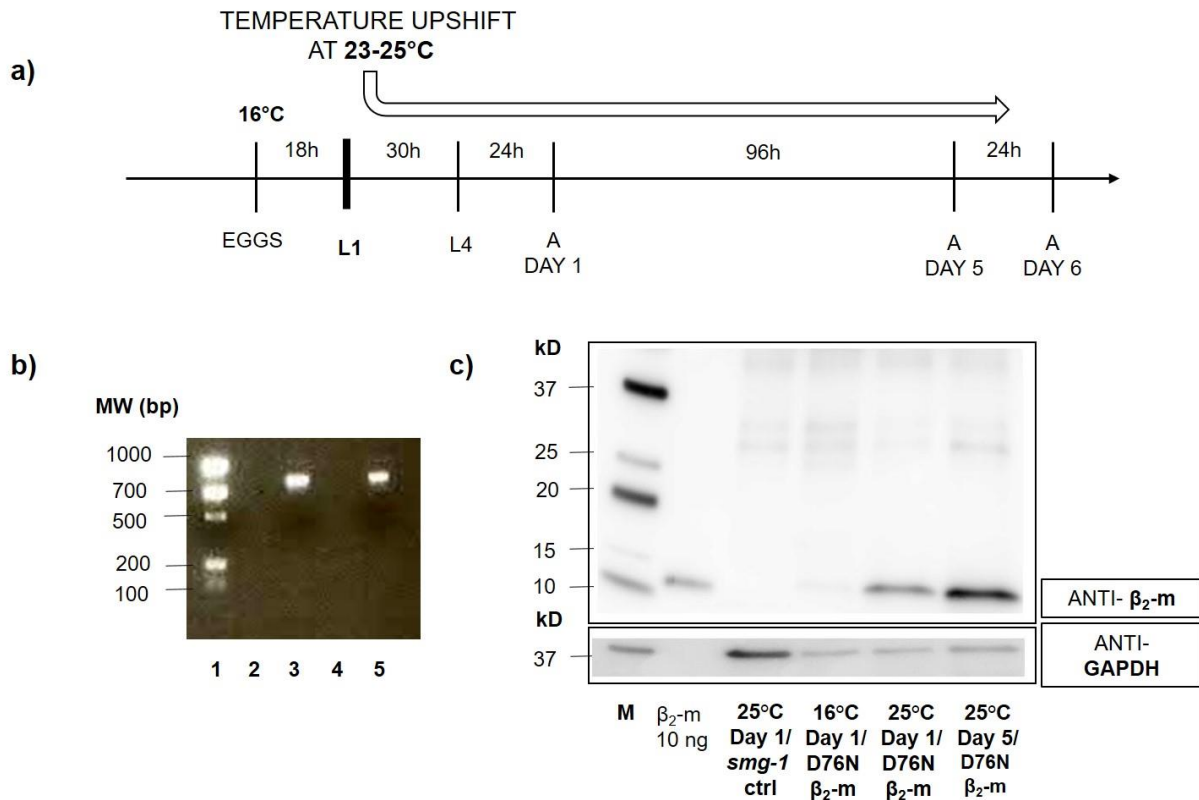 TEMPERATURE UPSHIFT
AT 23-25°C
a)
16°C
18h 30h 24h 96h 24h
EGGS L1 L4 A A A
DAY 1 DAY 5 DAY 6
b)
MW (bp)
1000
700
500
200
100
1 2 3 4 5
c)
kD
37
25
20
15
10
ANTI- β₂-m
kD
37
ANTI-
GAPDH
M β₂-m 25°C 16°C 25°C 25°C
10 ng Day 1/ Day 1/ Day 1/ Day 5/
smg-1 D76N D76N D76N
ctrl β₂-m β₂-m β₂-m